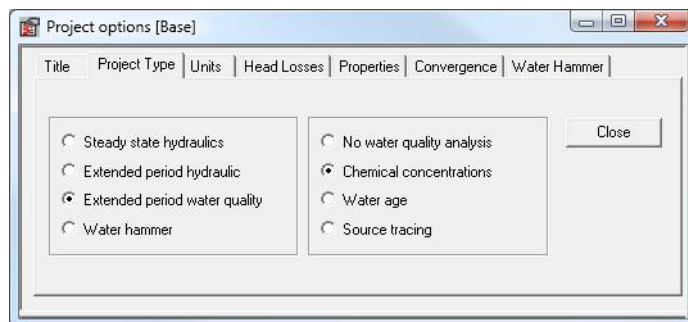 Project options [Base]
Title Project Type Units Head Losses Properties Convergence Water Hammer
Steady state hydraulics
Extended period hydraulic
Extended period water quality
Water hammer
No water quality analysis
Chemical concentrations
Water age
Source tracing
Close